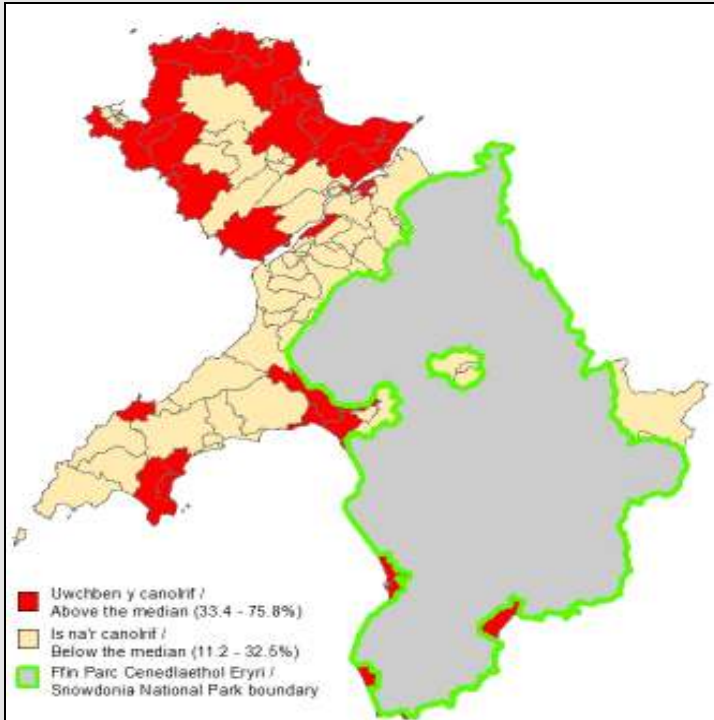 Uwchben y canolrif /
Above the median (33.4 - 75.8%)
Is na'r canolrif /
Below the median (11.2 - 32.5%)
Ffin Parc Cenedlaethol Eryri /
Snowdonia National Park boundary